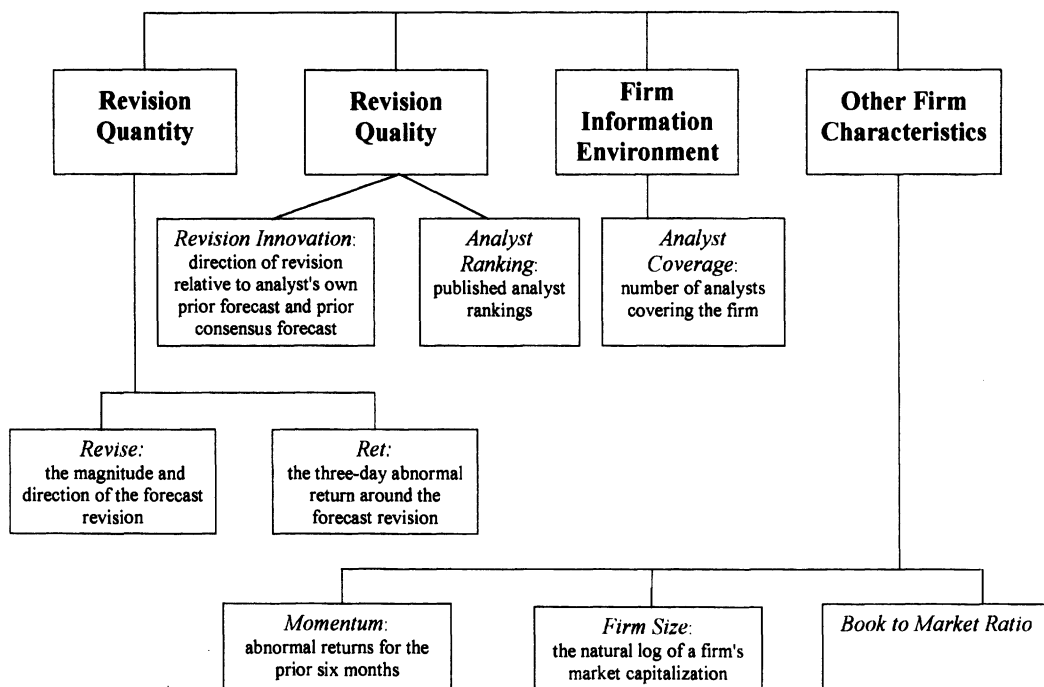 Revision
Quantity
Revision
Quality
Firm
Information
Environment
Other Firm
Characteristics
Revision Innovation:
direction of revision
relative to analyst's own
prior forecast and prior
consensus forecast
Analyst
Ranking:
published analyst
rankings
Analyst
Coverage:
number of analysts
covering the firm
Revise:
the magnitude and
direction of the forecast
revision
Ret:
the three-day abnormal
return around the
forecast revision
Momentum:
abnormal returns for the
prior six months
Firm Size:
the natural log of a firm's
market capitalization
Book to Market Ratio